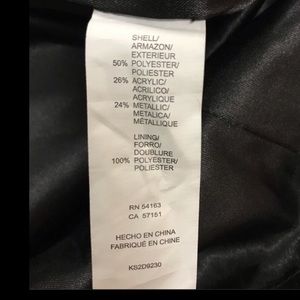 SHELL/
ARMAZON/
EXTERIEUR
50% POLYESTER/
POLIESTER
26% ACRYLIC/
ACRILICO/
ACRYLIQUE
24% METALLIC/
METALICA/
MÉTALLIQUE
LINING/
FORRO/
DOUBLURE
100% POLYESTER/
POLIESTER
RN 54163
CA 57151
HECHO EN CHINA
FABRIQUÉ EN CHINE
KS2D9230